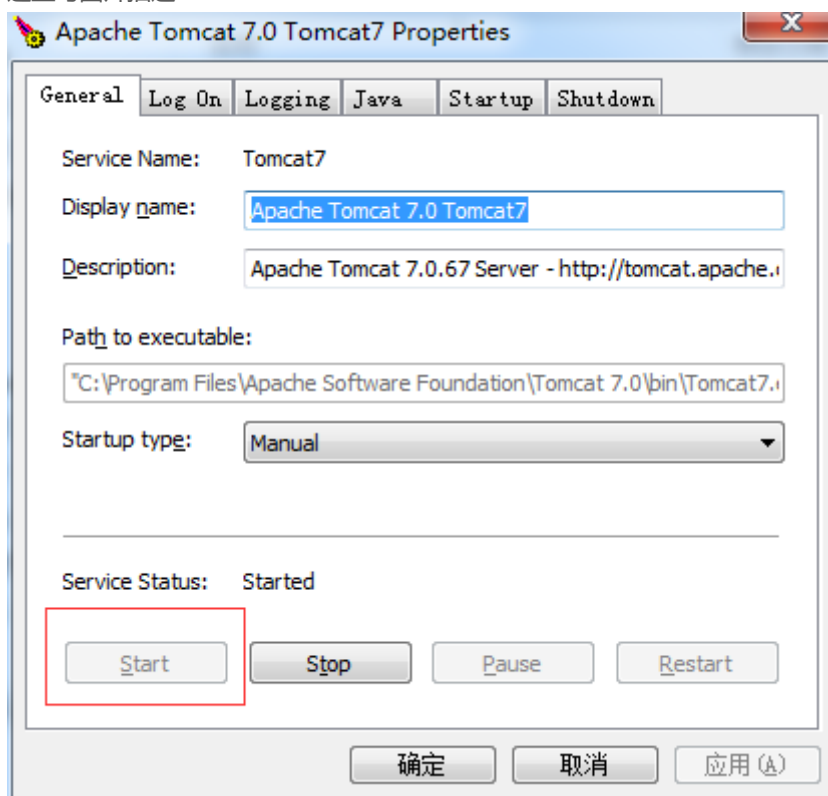 Apache Tomcat 7.0 Tomcat7 Properties
General Log On Logging Java Startup Shutdown
Service Name: Tomcat7
Display name: Apache Tomcat 7.0 Tomcat7
Description: Apache Tomcat 7.0.67 Server - http://tomcat.apache.
Path to executable:
"C:\Program Files\Apache Software Foundation\Tomcat 7.0\bin\Tomcat7.
Startup type: Manual
Service Status: Started
Start Stop Pause Restart
确定 取消 应用(A)